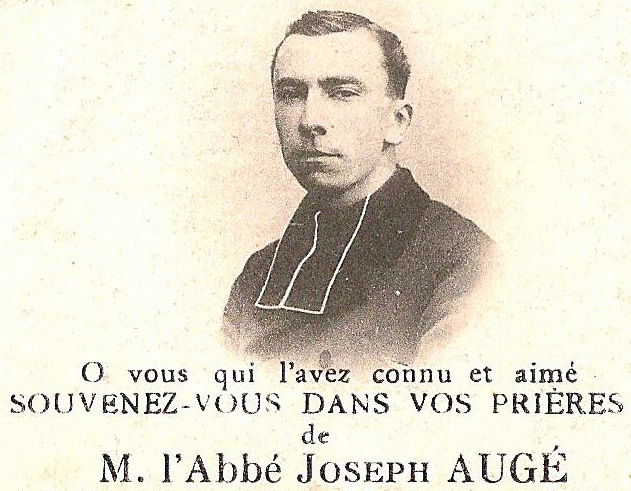 O vous qui l'avez connu et aimé
SOUVENEZ-VOUS DANS VOS PRIÈRES
de
M. l'Abbé JOSEPH AUGÉ